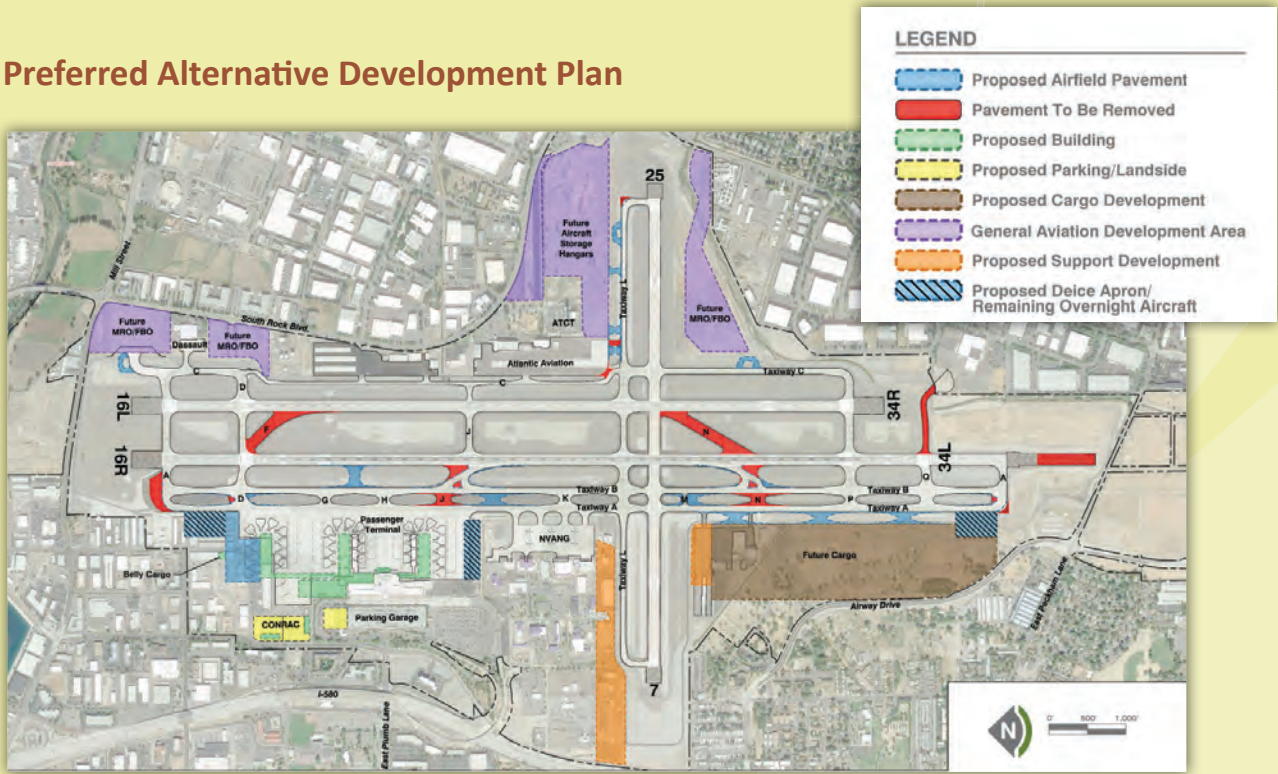 Preferred Alternative Development Plan
LEGEND
Proposed Airfield Pavement
Pavement To Be Removed
Proposed Building
Proposed Parking/Landside
Proposed Cargo Development
General Aviation Development Area
Proposed Support Development
Proposed Deice Apron/
Remaining Overnight Aircraft
25
Future
Aircraft
Storage
Hangars
Taxiway L
ATCT
Future
MRO/FBO
Mill Street
South Rock Blvd.
Future
MRO/FBO
Dassault
Future
MRO/FBO
Atlantic Aviation
C
D
C
Taxiway C
16L
34R
F
J
N
16R
34L
A
Q
A
D
G
H
J
Taxiway B
K
M
N
P
Taxiway B
Taxiway A
Taxiway A
Passenger
Terminal
NVANG
Taxiway L
Future Cargo
Belly Cargo
CONRAC
Parking Garage
Airway Drive
East Peckham Lane
7
I-580
East Plumb Lane
N
0'
500'
1,000'